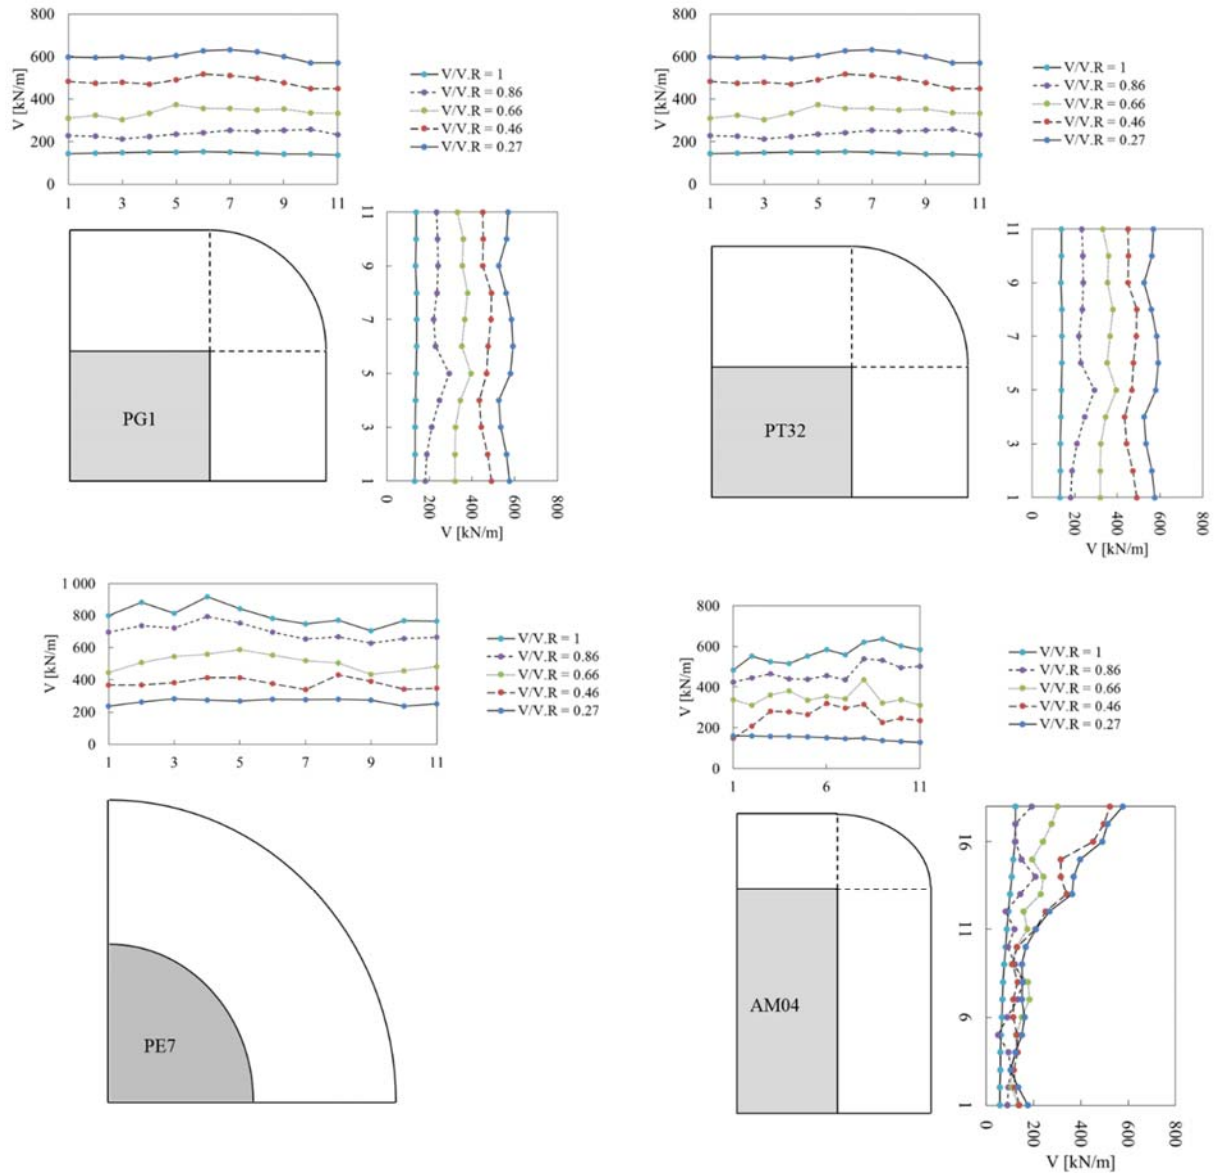 800
600
400
200
0
V [kN/m]
1 3 5 7 9 11
V/V.R = 1
V/V.R = 0.86
V/V.R = 0.66
V/V.R = 0.46
V/V.R = 0.27
PG1
11
9
7
5
3
1
0 200 400 600 800
V [kN/m]
800
600
400
200
0
V [kN/m]
1 3 5 7 9 11
V/V.R = 1
V/V.R = 0.86
V/V.R = 0.66
V/V.R = 0.46
V/V.R = 0.27
PT32
11
9
7
5
3
1
0 200 400 600 800
V [kN/m]
1 000
800
600
400
200
0
V [kN/m]
1 3 5 7 9 11
V/V.R = 1
V/V.R = 0.86
V/V.R = 0.66
V/V.R = 0.46
V/V.R = 0.27
PE7
800
600
400
200
0
V [kN/m]
1 6 11
V/V.R = 1
V/V.R = 0.86
V/V.R = 0.66
V/V.R = 0.46
V/V.R = 0.27
AM04
16
11
6
1
0 200 400 600 800
V [kN/m]